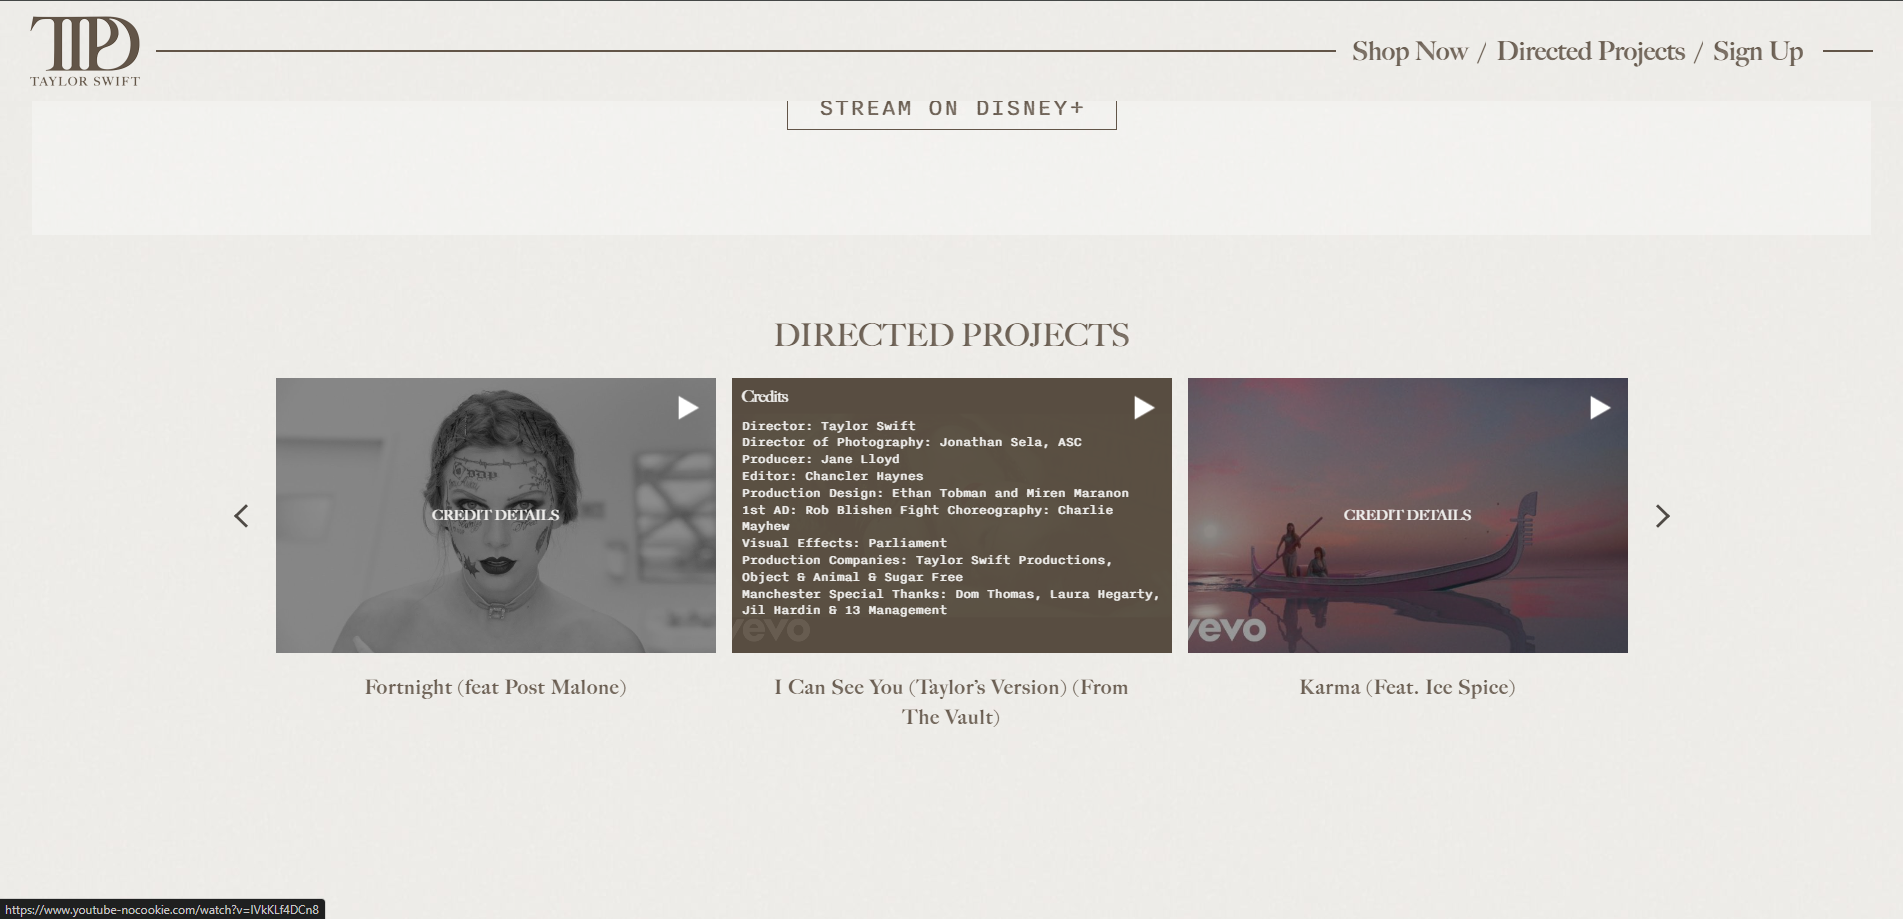 TTPD
TAYLOR SWIFT
Shop Now / Directed Projects / Sign Up
STREAM ON DISNEY+
DIRECTED PROJECTS
CREDIT DETAILS
Fortnight (feat Post Malone)
Credits
Director: Taylor Swift
Director of Photography: Jonathan Sela, ASC
Producer: Jane Lloyd
Editor: Chancler Haynes
Production Design: Ethan Tobman and Miren Maranon
1st AD: Rob Blishen Fight Choreography: Charlie
Mayhew
Visual Effects: Parliament
Production Companies: Taylor Swift Productions,
Object & Animal & Sugar Free
Manchester Special Thanks: Dom Thomas, Laura Hegarty,
Jil Hardin & 13 Management
vevo
I Can See You (Taylor’s Version) (From
The Vault)
CREDIT DETAILS
vevo
Karma (Feat. Ice Spice)
https://www.youtube-nocookie.com/watch?v=IVkKLf4DCn8